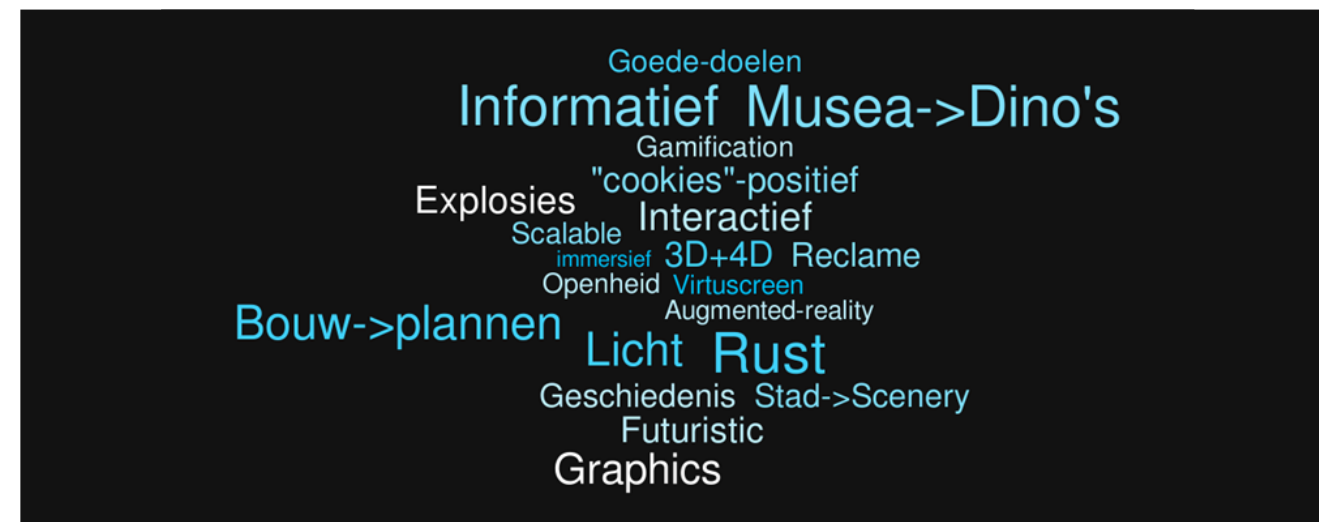 Goede-doelen
Informatief Musea->Dino's
Gamification
"cookies"-positief
Explosies
Interactief
Scalable
immersief 3D+4D Reclame
Openheid Virtuscreen
Augmented-reality
Bouw->plannen
Licht Rust
Geschiedenis Stad->Scenery
Futuristic
Graphics